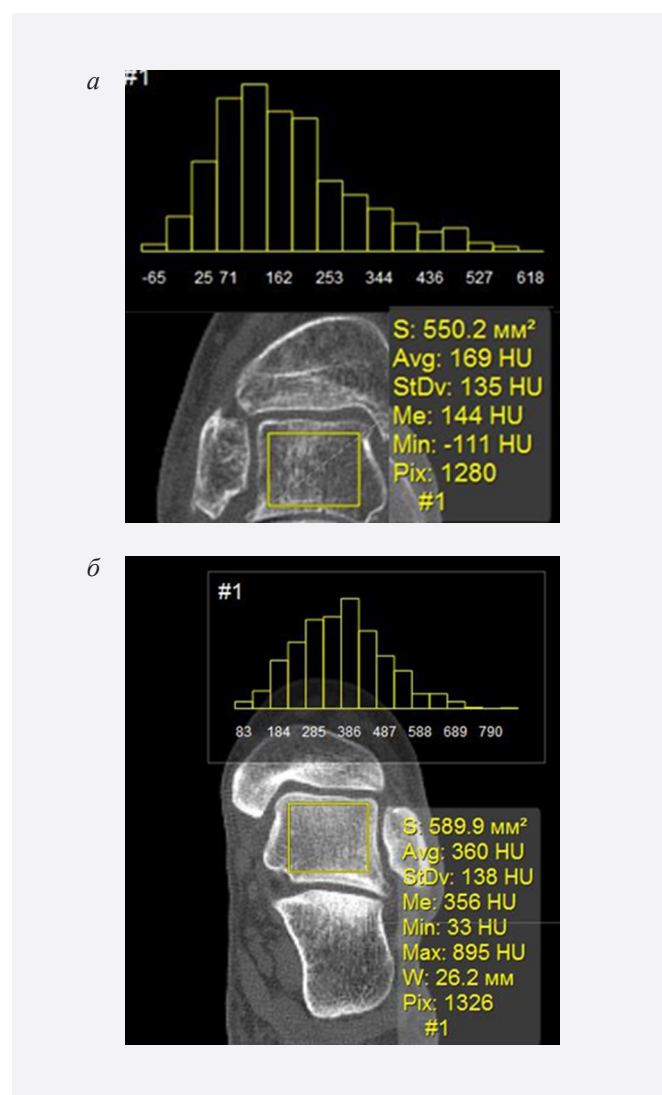 а
#1
-65 25 71 162 253 344 436 527 618
S: 550.2 мм²
Avg: 169 HU
StDv: 135 HU
Me: 144 HU
Min: -111 HU
Pix: 1280
#1
б
#1
83 184 285 386 487 588 689 790
S: 589.9 мм²
Avg: 360 HU
StDv: 138 HU
Me: 356 HU
Min: 33 HU
Max: 895 HU
W: 26.2 мм
Pix: 1326
#1